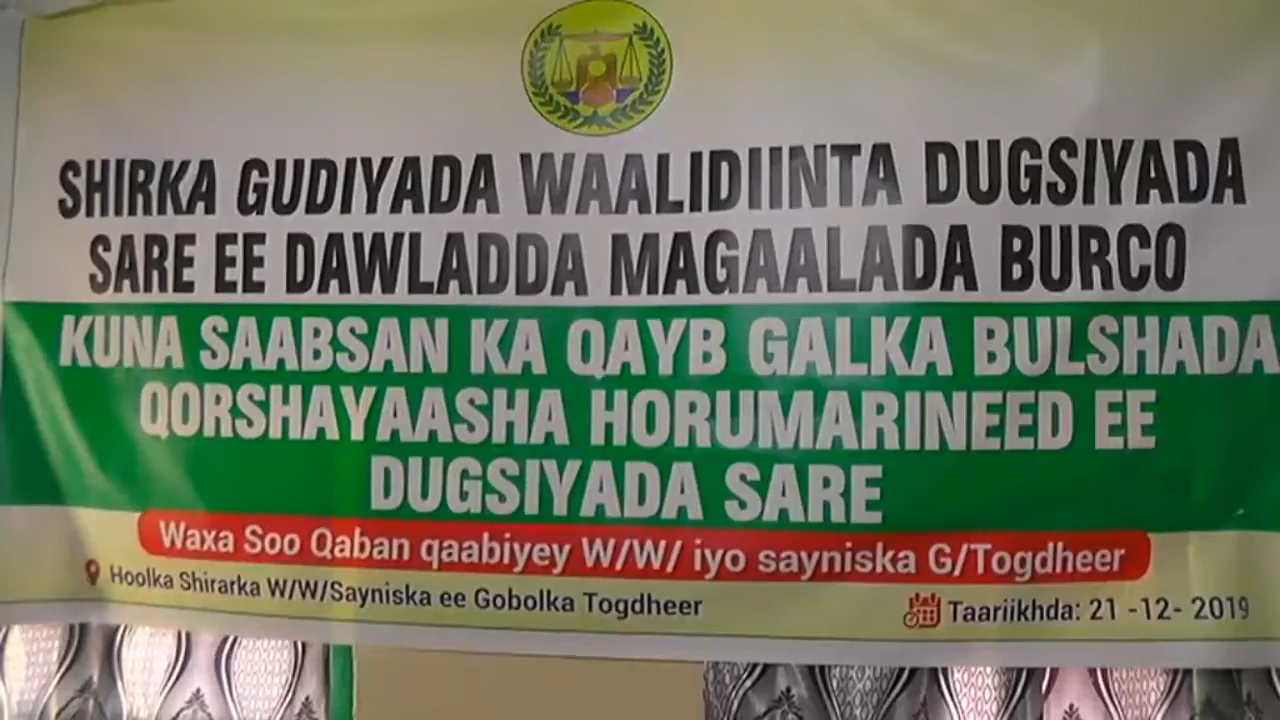 SHIRKA GUDIYADA WAALIDIINTA DUGSIYADA
SARE EE DAWLADDA MAGAALADA BURCO
KUNA SAABSAN KA QAYB GALKA BULSHADA
QORSHAYAASHA HORUMARINEED EE
DUGSIYADA SARE
Waxa Soo Qaban qaabiyey W/W/ iyo sayniska G/Togdheer
Hoolka Shirarka W/W/Sayniska ee Gobolka Togdheer
Taariikhda: 21 -12- 2019